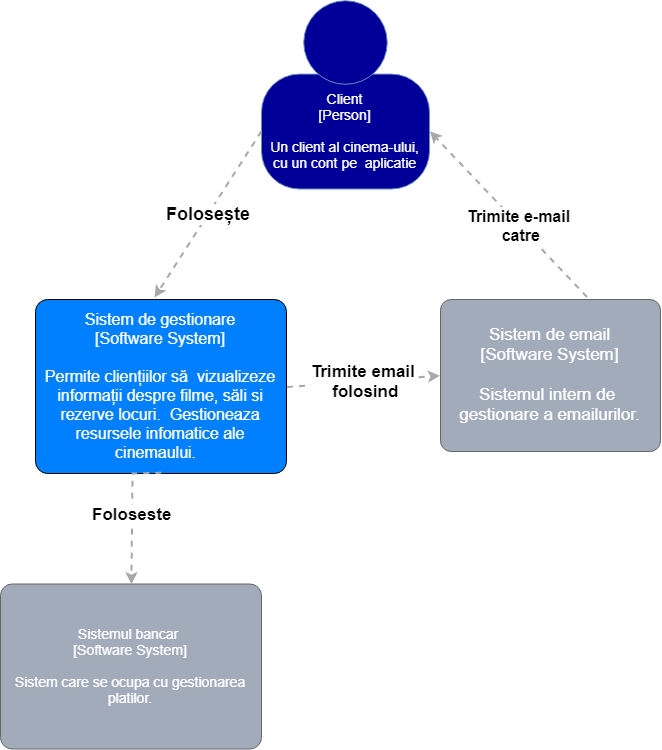 Client
[Person]
Un client al cinema-ului,
cu un cont pe aplicatie
Folosește
Trimite e-mail
catre
Sistem de gestionare
[Software System]
Permite cliențiilor să vizualizeze
informații despre filme, săli si
rezerve locuri. Gestioneaza
resursele infomatice ale
cinemaului.
Trimite email
folosind
Sistem de email
[Software System]
Sistemul intern de
gestionare a emailurilor.
Foloseste
Sistemul bancar
[Software System]
Sistem care se ocupa cu gestionarea
platilor.